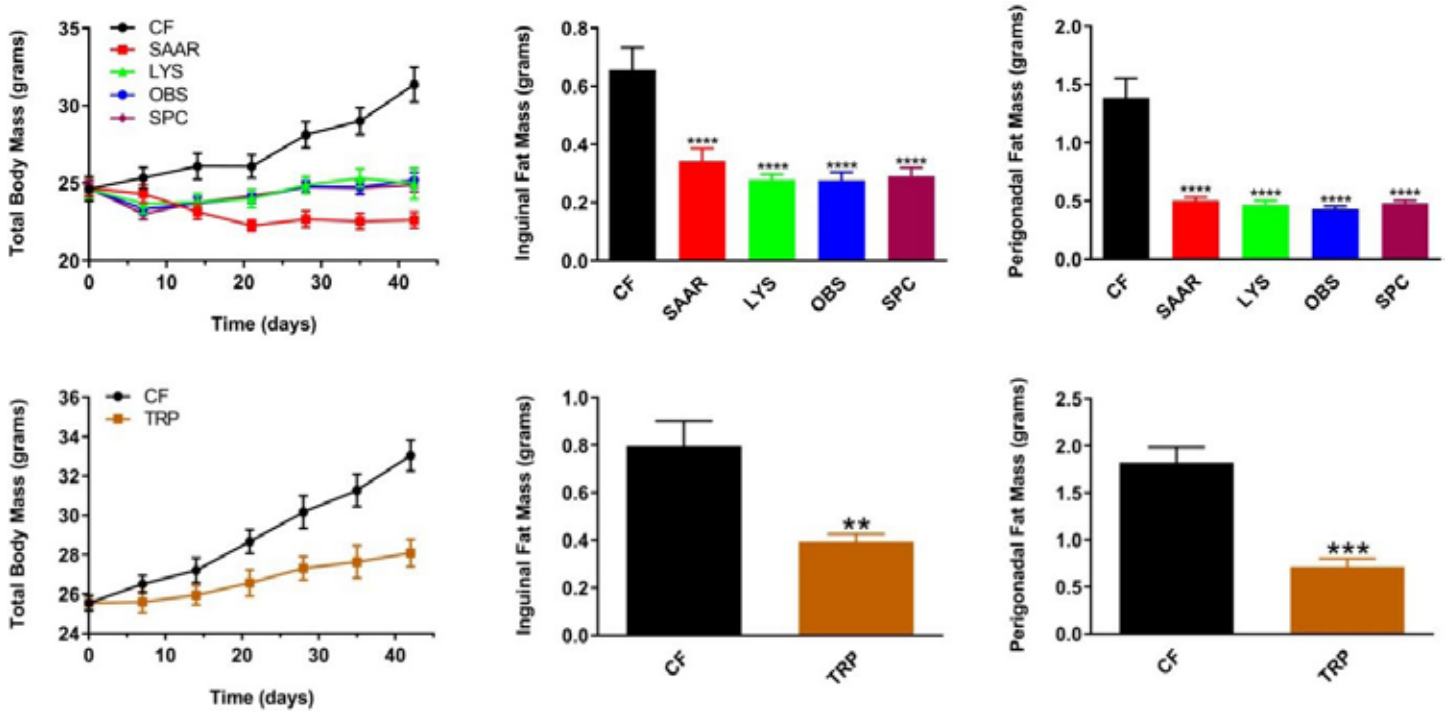 Total Body Mass (grams)
35
30
25
20
0
10
20
30
40
Time (days)
CF
SAAR
LYS
OBS
SPC
Inguinal Fat Mass (grams)
0.8
0.6
0.4
0.2
0.0
****
****
****
****
CF
SAAR
LYS
OBS
SPC
Perigonadal Fat Mass (grams)
2.0
1.5
1.0
0.5
0.0
****
****
****
****
CF
SAAR
LYS
OBS
SPC
Total Body Mass (grams)
36
34
32
30
28
26
24
0
10
20
30
40
Time (days)
CF
TRP
Inguinal Fat Mass (grams)
1.0
0.8
0.6
0.4
0.2
0.0
**
CF
TRP
Perigonadal Fat Mass (grams)
2.5
2.0
1.5
1.0
0.5
0.0
***
CF
TRP